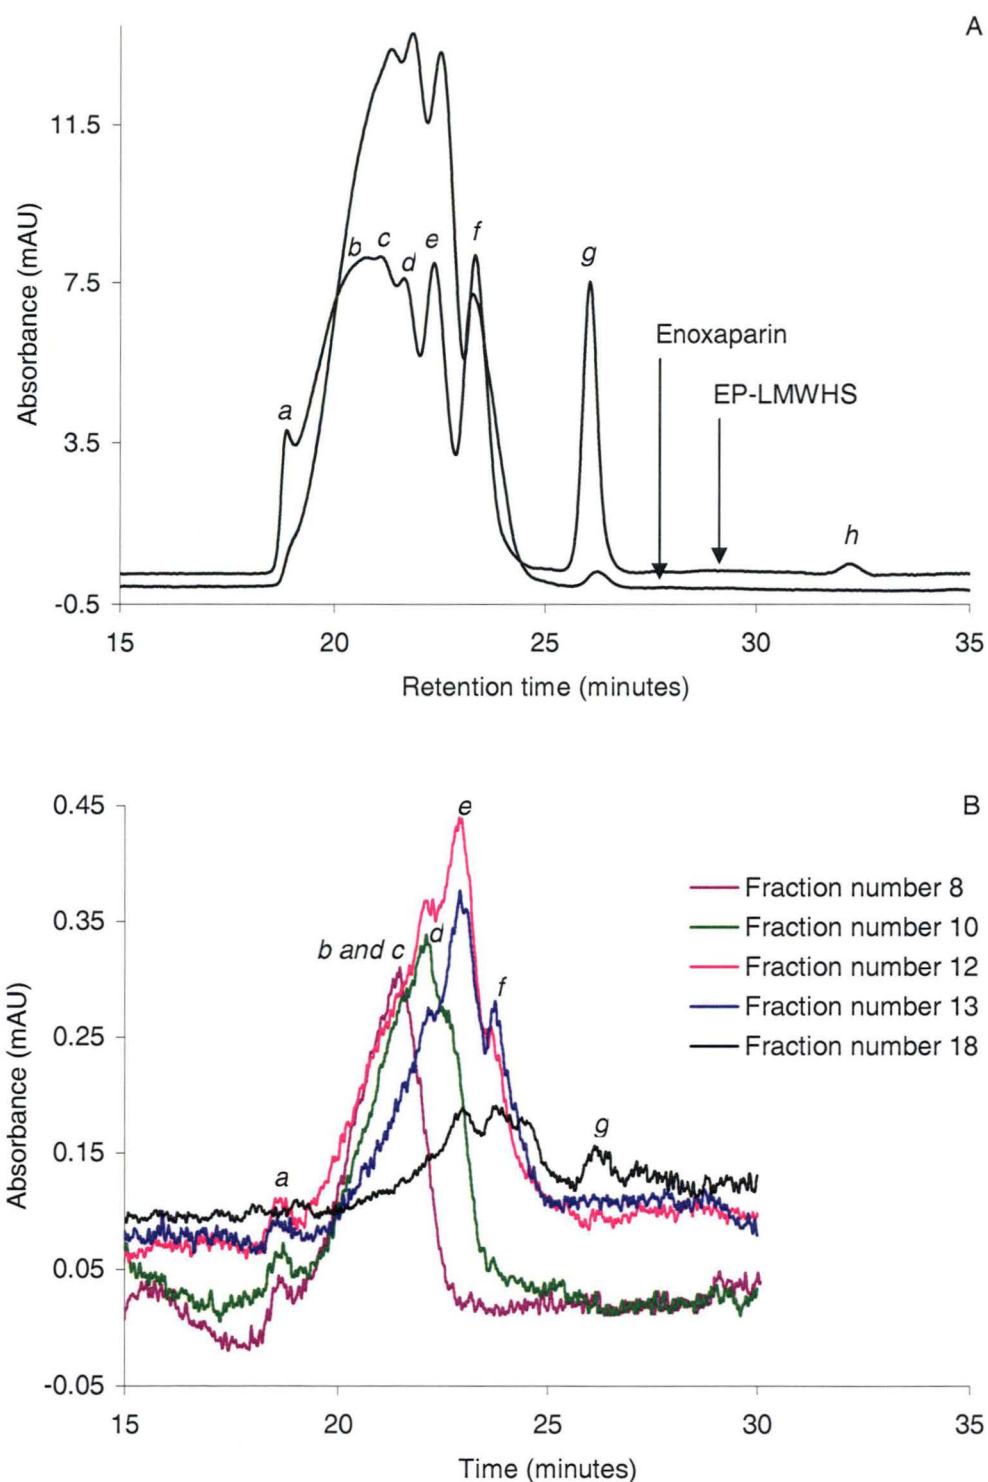 A
11.5
7.5
3.5
-0.5
Absorbance (mAU)
a
b
c
d
e
f
g
h
Enoxaparin
EP-LMWHS
15 20 25 30 35
Retention time (minutes)
B
0.45
0.35
0.25
0.15
0.05
-0.05
Absorbance (mAU)
a
b and c
d
e
f
g
Fraction number 8
Fraction number 10
Fraction number 12
Fraction number 13
Fraction number 18
15 20 25 30 35
Time (minutes)